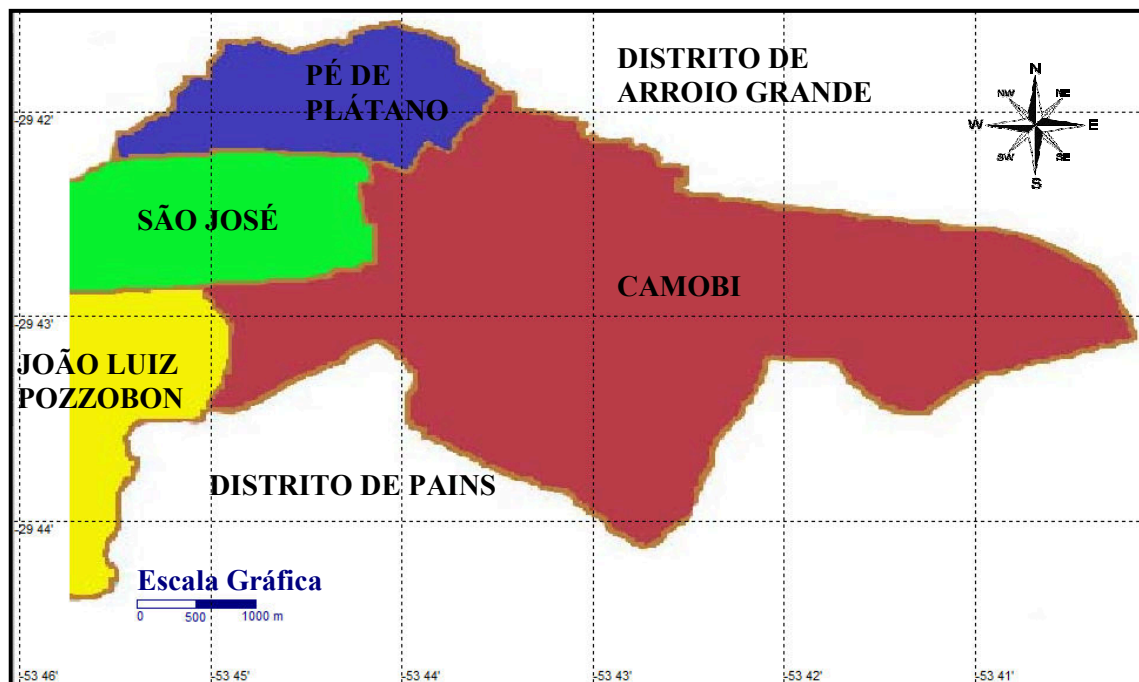 PÉ DE
PLÁTANO
DISTRITO DE
ARROIO GRANDE
N
NW
NE
W
E
SW
SE
S
-29 42'
SÃO JOSÉ
CAMOBI
-29 43'
JOÃO LUIZ
POZZOBON
DISTRITO DE PAINS
-29 44'
Escala Gráfica
0 500 1000 m
-53 46' -53 45' -53 44' -53 43' -53 42' -53 41'